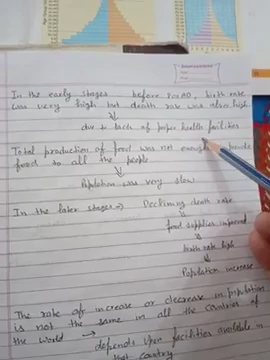 In the early stages before 2000 AD, birth rate
was very high but death rate was also high
due to lack of proper health facilities
Total production of food was not enough provide
food to all the people
Population was very slow
In the later stages → Declining death rate
food supplies improved
birth rate high
Population increase
The rate of increase or decrease in population
is not the same in all the countries of
the world → depends upon facilities available in
that country